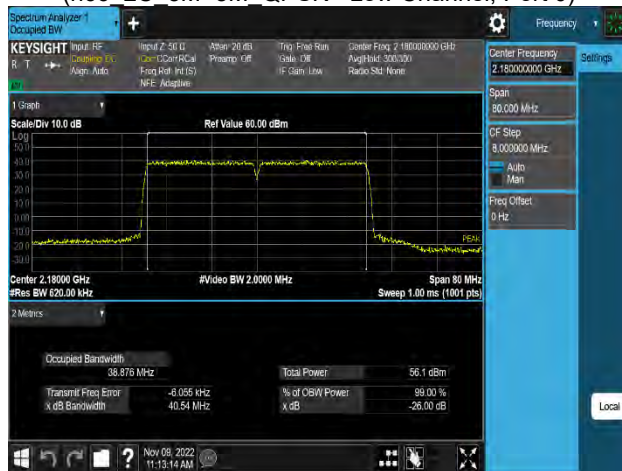 Spectrum Analyzer 1
Occupied BW
Frequency
KEYSIGHT
Input: RF
Coupling: DC
Align: Auto
Input Z: 50 Ω
Corr CCorr RCal
Freq Ref: Int (S)
NFE: Adaptive
Atten: 20 dB
Preamp: Off
Trig: Free Run
Gate: Off
IF Gain: Low
Center Freq: 2.180000000 GHz
Avg|Hold: 300/300
Radio Std: None
Center Frequency
2.180000000 GHz
Settings
Span
80.000 MHz
CF Step
8.000000 MHz
Auto
Man
Freq Offset
0 Hz
1 Graph
Scale/Div 10.0 dB
Ref Value 60.00 dBm
Log
50.0
40.0
30.0
20.0
10.0
0.00
-10.0
-20.0
-30.0
PEAK
Center 2.18000 GHz
#Video BW 2.0000 MHz
Span 80 MHz
#Res BW 620.00 kHz
Sweep 1.00 ms (1001 pts)
2 Metrics
Occupied Bandwidth
38.876 MHz
Total Power
56.1 dBm
Transmit Freq Error
-6.055 kHz
% of OBW Power
99.00 %
x dB Bandwidth
40.54 MHz
x dB
-26.00 dB
Local
Nov 09, 2022
11:13:14 AM